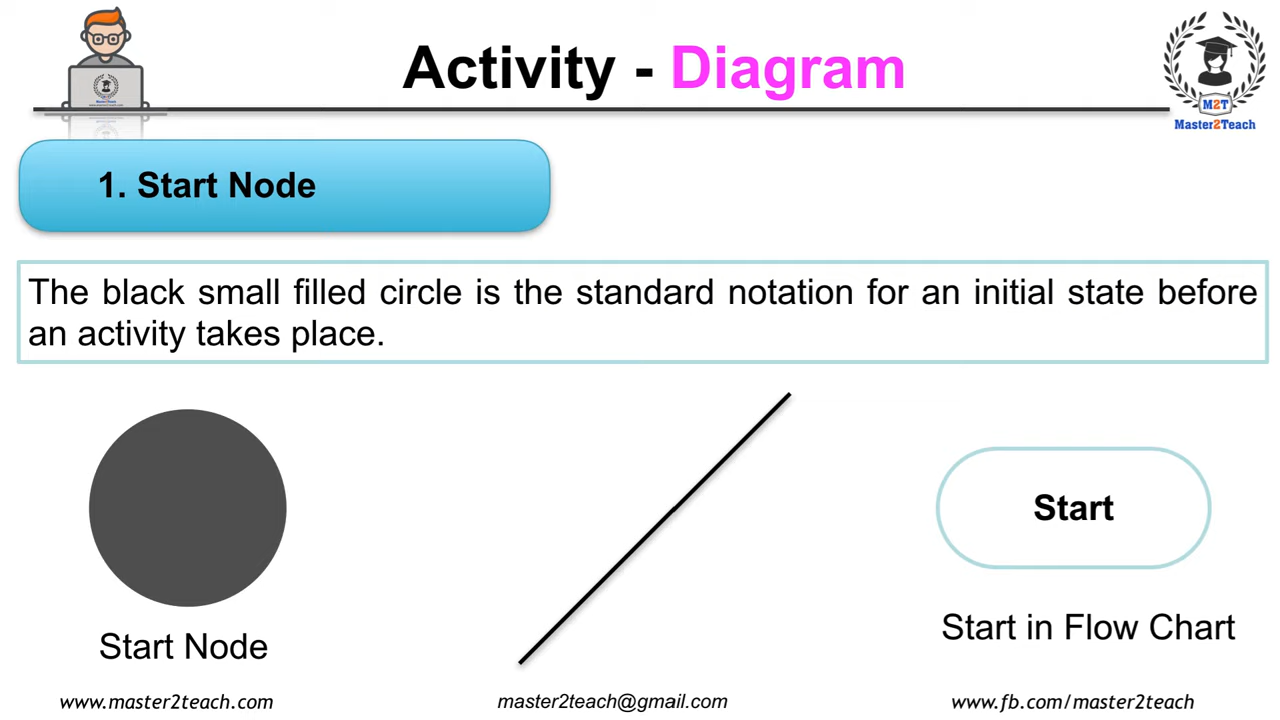 Activity - Diagram
M2T
Master2Teach
1. Start Node
The black small filled circle is the standard notation for an initial state before
an activity takes place.
Start
Start Node
Start in Flow Chart
www.master2teach.com
master2teach@gmail.com
www.fb.com/master2teach